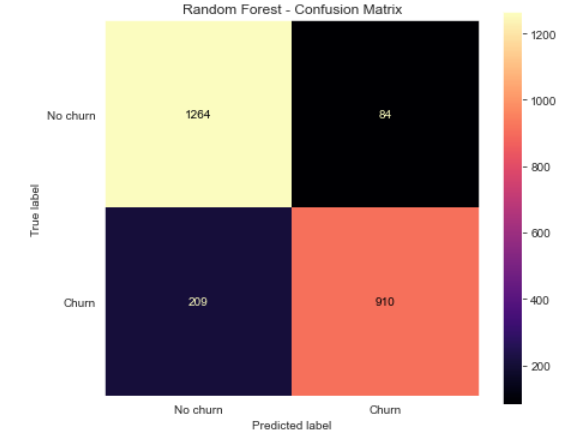 Random Forest - Confusion Matrix
No churn
1264
84
Churn
209
910
True label
No churn
Churn
Predicted label
1200
1000
800
600
400
200